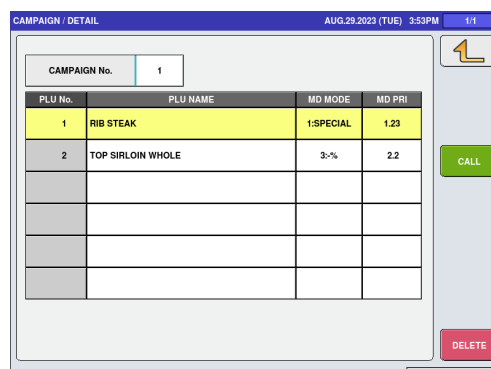 CAMPAIGN / DETAIL AUG.29.2023 (TUE) 3:53PM 1/1
CAMPAIGN No. 1
PLU No. PLU NAME MD MODE MD PRI
1 RIB STEAK 1:SPECIAL 1.23
2 TOP SIRLOIN WHOLE 3:-% 2.2
CALL
DELETE